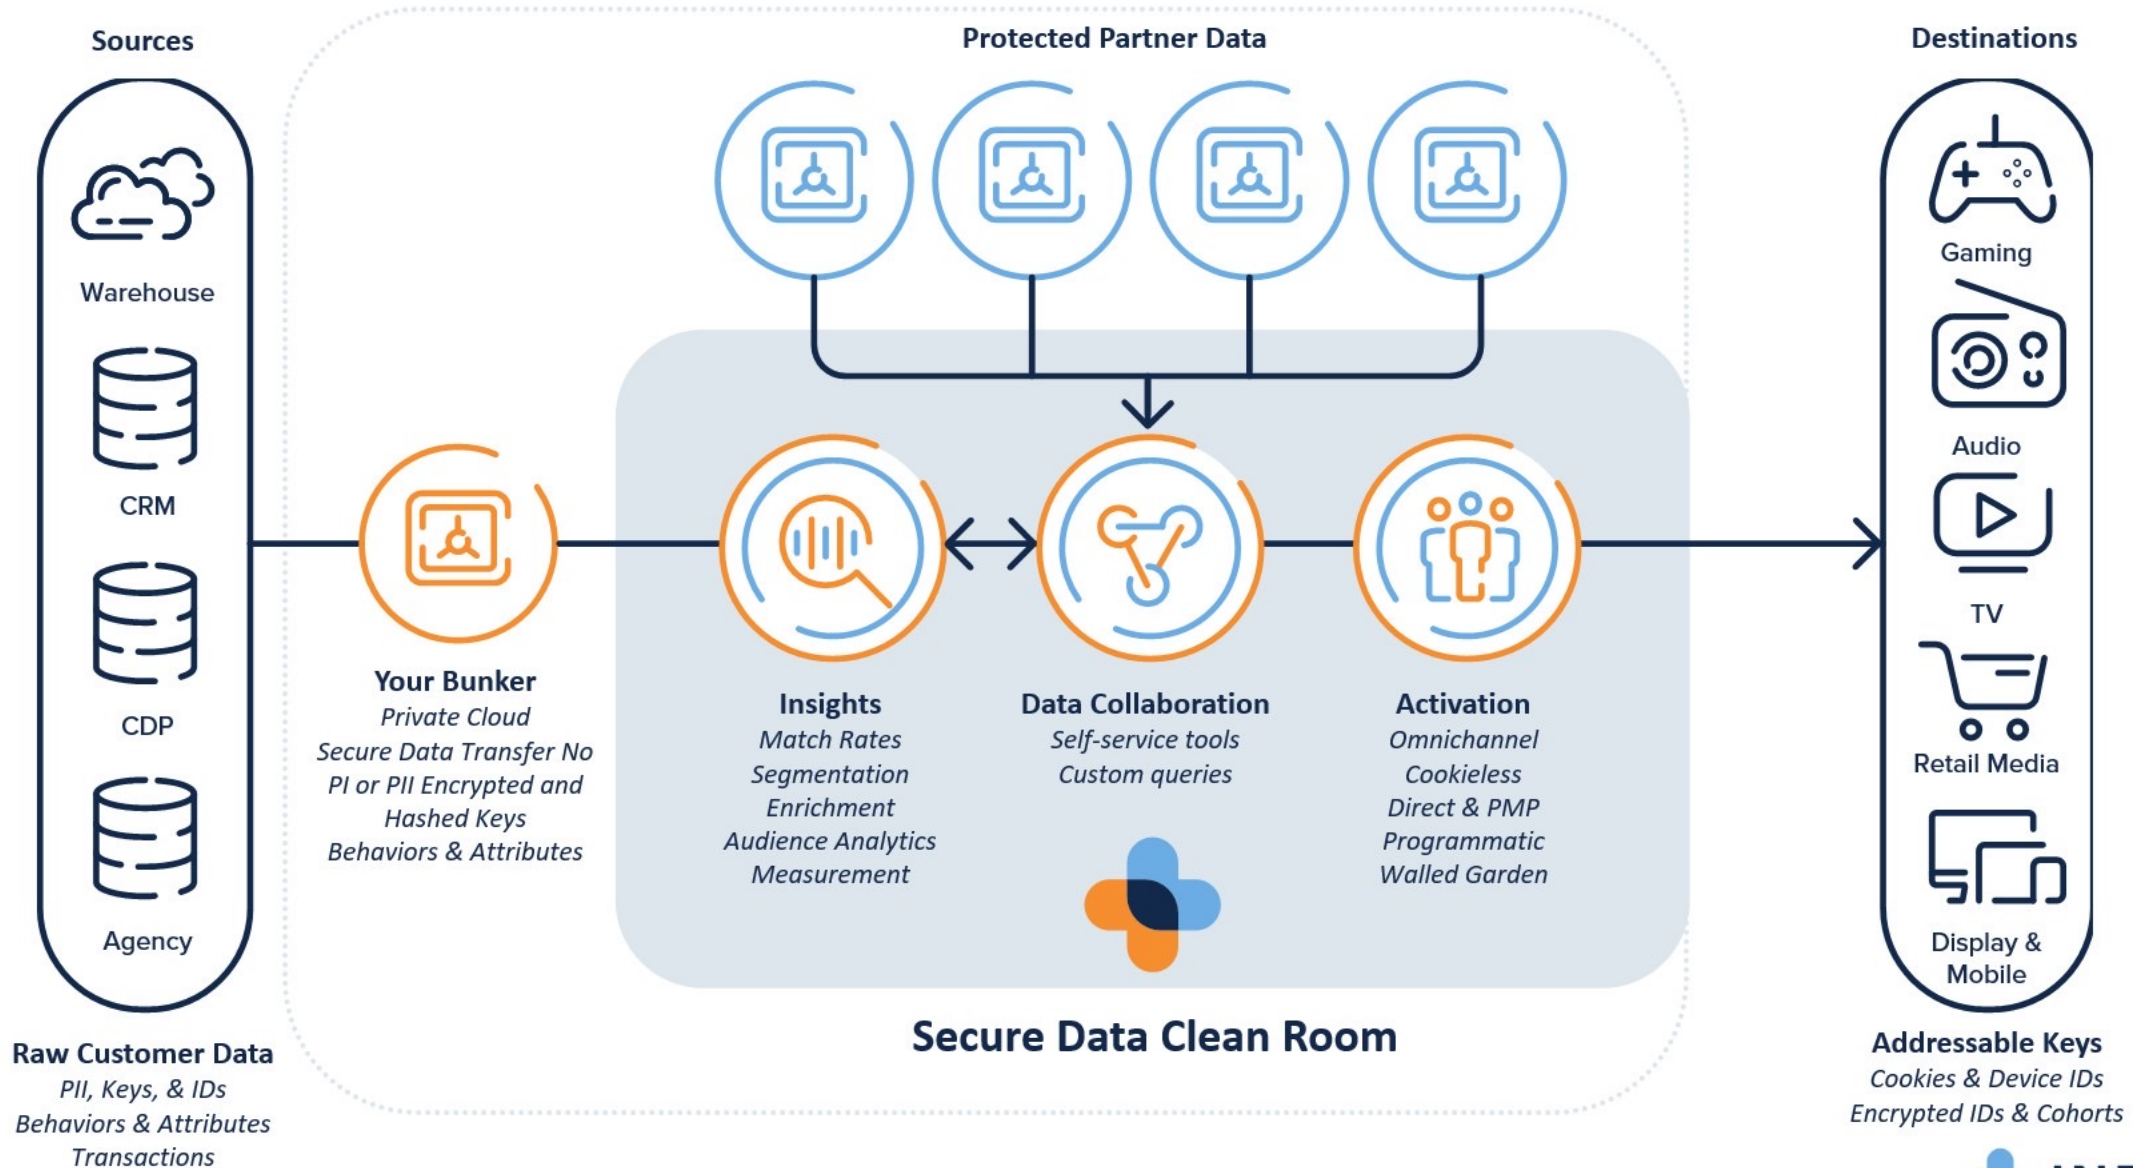 Sources
Warehouse
CRM
CDP
Agency
Raw Customer Data
PII, Keys, & IDs
Behaviors & Attributes
Transactions
Your Bunker
Private Cloud
Secure Data Transfer No
PI or PII Encrypted and
Hashed Keys
Behaviors & Attributes
Protected Partner Data
Insights
Match Rates
Segmentation
Enrichment
Audience Analytics
Measurement
Data Collaboration
Self-service tools
Custom queries
Activation
Omnichannel
Cookieless
Direct & PMP
Programmatic
Walled Garden
Secure Data Clean Room
Destinations
Gaming
Audio
TV
Retail Media
Display &
Mobile
Addressable Keys
Cookies & Device IDs
Encrypted IDs & Cohorts